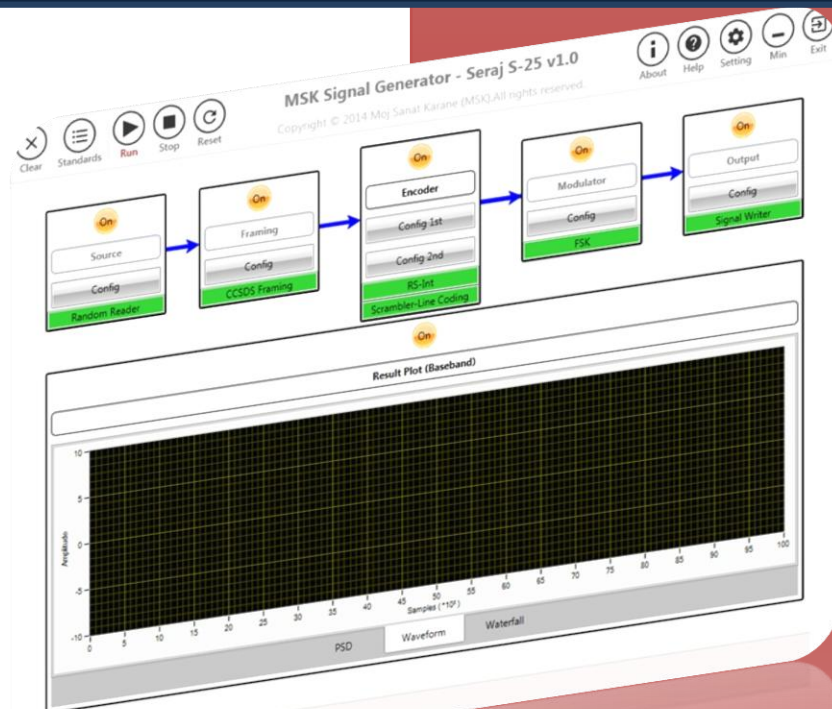 MSK Signal Generator - Seraj S-25 v1.0
Copyright © 2014 Moj Sanat Karane (MSK).All rights reserved.
Clear
Standards
Run
Stop
Reset
About
Help
Setting
Min
Exit
On
Source
Config
Random Reader
On
Framing
Config
CCSDS Framing
On
Encoder
Config 1st
Config 2nd
RS-Int
Scrambler-Line Coding
On
Modulator
Config
FSK
On
Output
Config
Signal Writer
On
Result Plot (Baseband)
Amplitude
10
5
0
-5
-10
0 5 10 15 20 25 30 35 40 45 50 55 60 65 70 75 80 85 90 95 100
PSD
Waveform
Waterfall